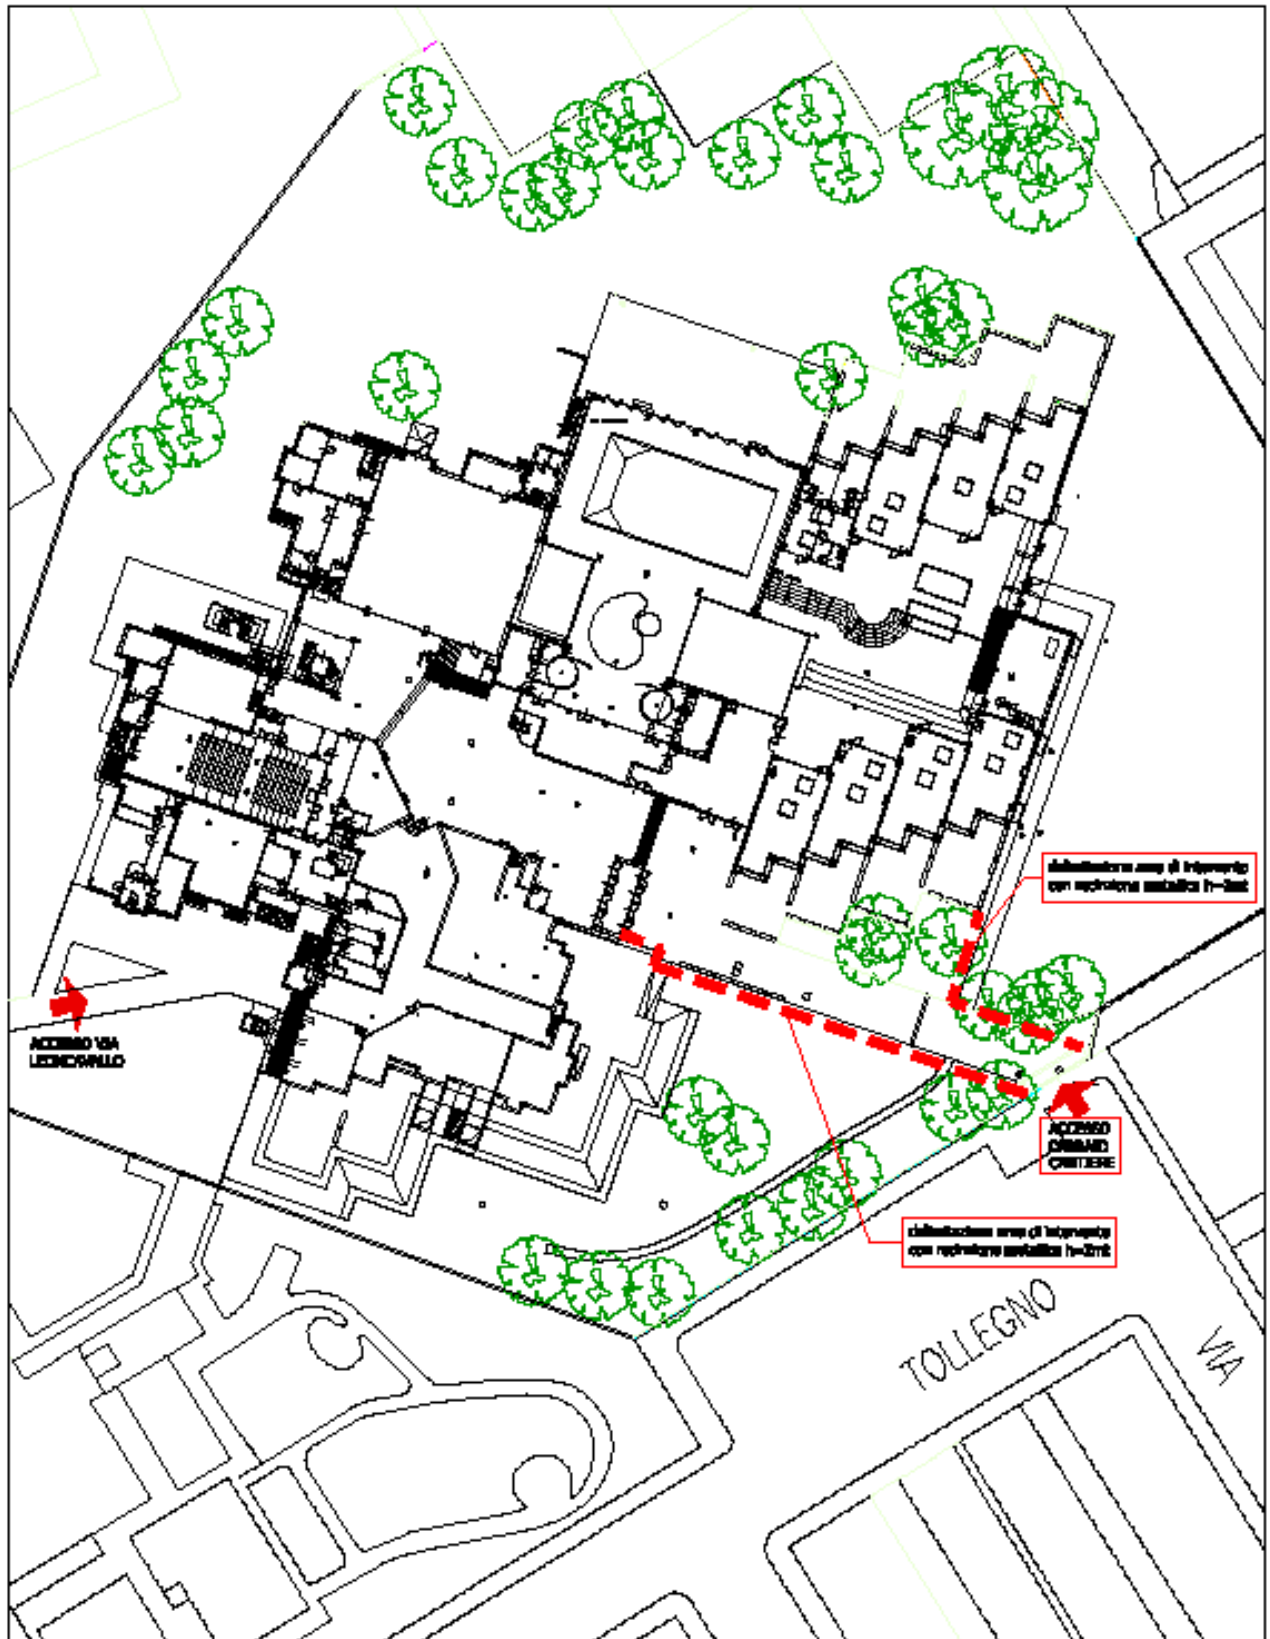 delimitazione area di intervento
con recinzione metallica h=2mt
ACCESSO VIA
LEONCAVALLO
ACCESSO
CARRAIO
CANTIERE
delimitazione area di intervento
con recinzione metallica h=2mt
TOLLEGNO
VIA